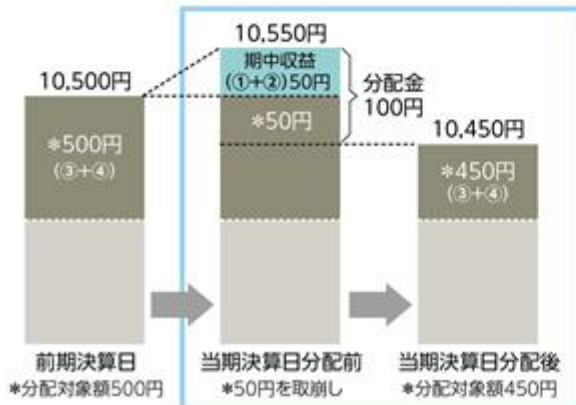 10,500円
*500円
(③+④)
前期決算日
*分配対象額500円
10,550円
期中収益
(①+②)50円
*50円
分配金
100円
当期決算日分配前
*50円を取崩し
10,450円
*450円
(③+④)
当期決算日分配後
*分配対象額450円